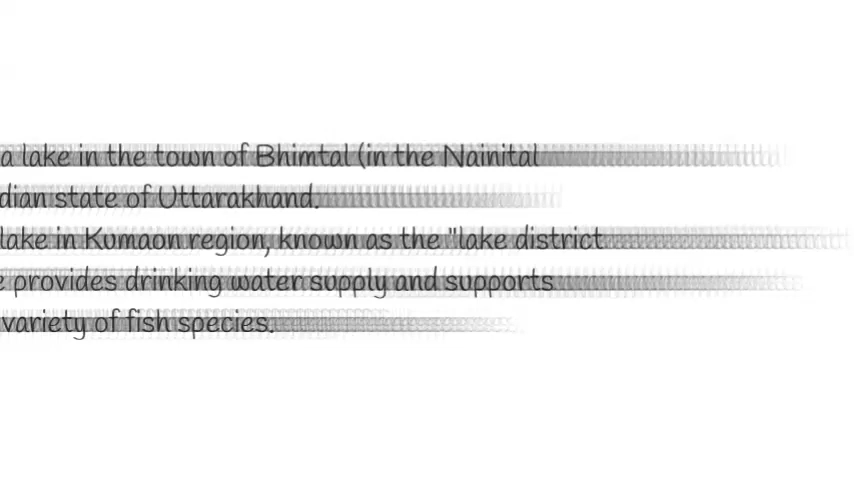 a lake in the town of Bhimtal (in the Nainital
dian state of Uttarakhand.
lake in Kumaon region, known as the "lake district
e provides drinking water supply and supports
variety of fish species.